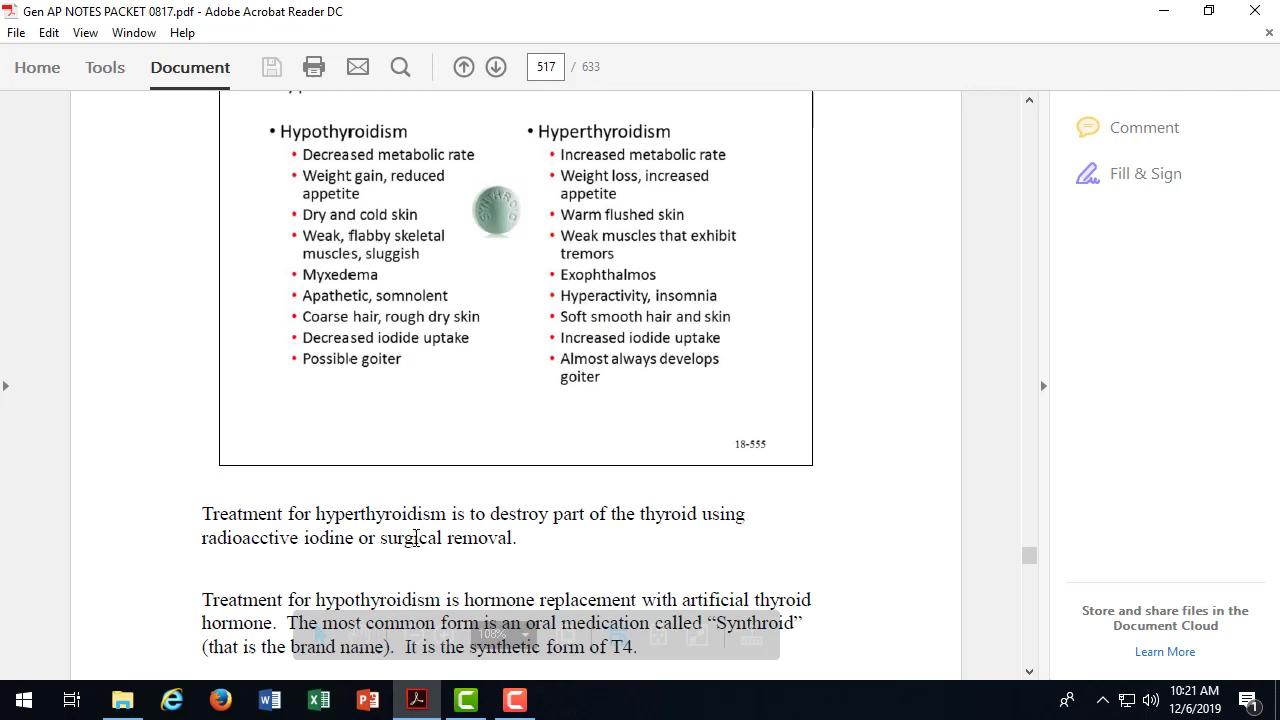 Gen AP NOTES PACKET 0817.pdf - Adobe Acrobat Reader DC
File Edit View Window Help
Home Tools Document 517 / 633
• Hypothyroidism
• Decreased metabolic rate
• Weight gain, reduced
appetite
• Dry and cold skin
• Weak, flabby skeletal
muscles, sluggish
• Myxedema
• Apathetic, somnolent
• Coarse hair, rough dry skin
• Decreased iodide uptake
• Possible goiter
SYNTHROID
• Hyperthyroidism
• Increased metabolic rate
• Weight loss, increased
appetite
• Warm flushed skin
• Weak muscles that exhibit
tremors
• Exophthalmos
• Hyperactivity, insomnia
• Soft smooth hair and skin
• Increased iodide uptake
• Almost always develops
goiter
18-555
Treatment for hyperthyroidism is to destroy part of the thyroid using
radioacctive iodine or surgical removal.
Treatment for hypothyroidism is hormone replacement with artificial thyroid
hormone. The most common form is an oral medication called “Synthroid”
(that is the brand name). It is the synthetic form of T4.
108%
Comment
Fill & Sign
Store and share files in the
Document Cloud
Learn More
10:21 AM
12/6/2019
1